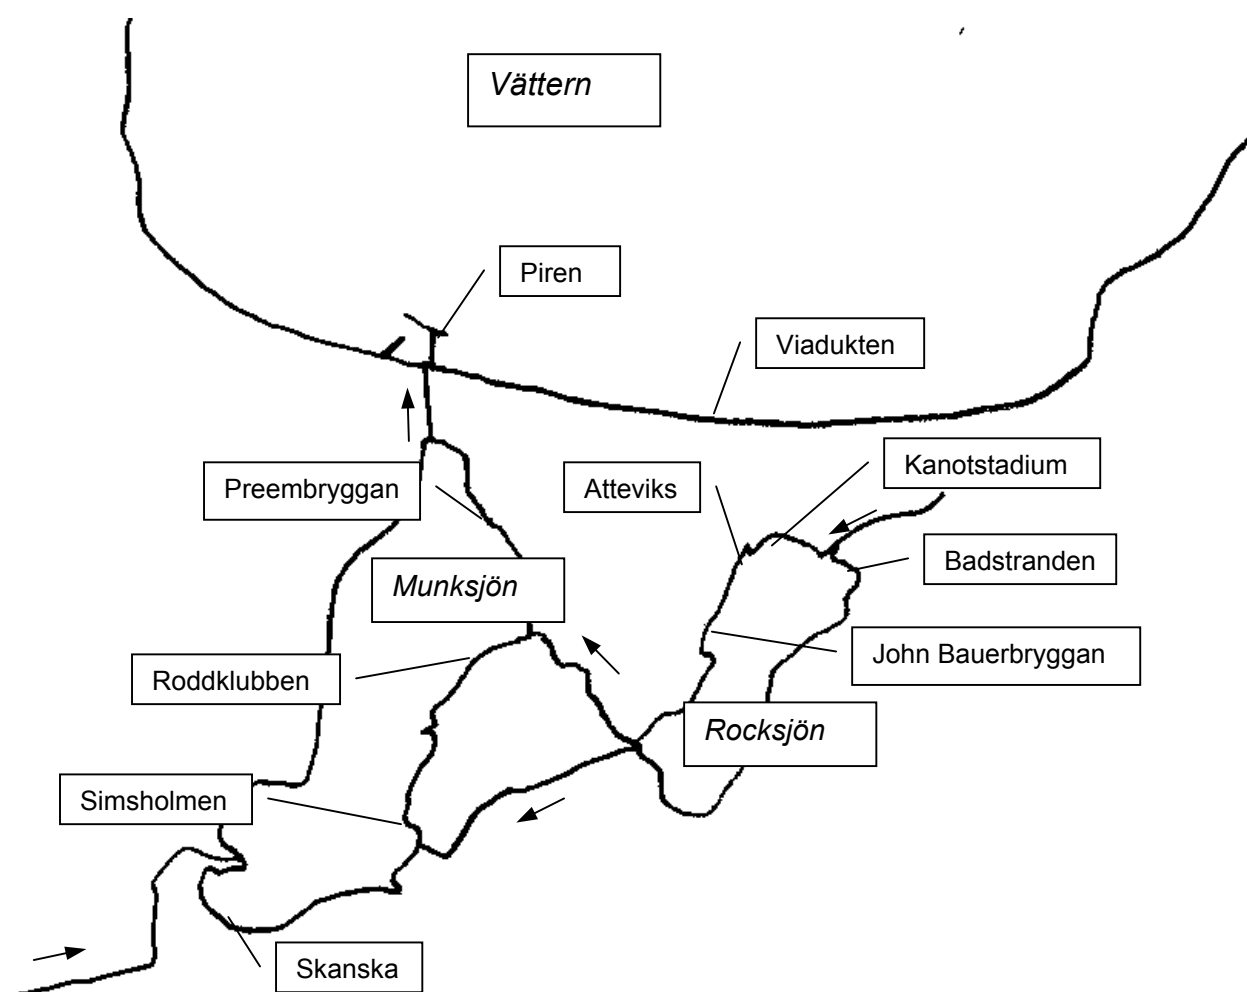 Vättern
Piren
Viadukten
Kanotstadium
Preembryggan
Atteviks
Badstranden
Munksjön
John Bauerbryggan
Roddklubben
Rocksjön
Simsholmen
Skanska